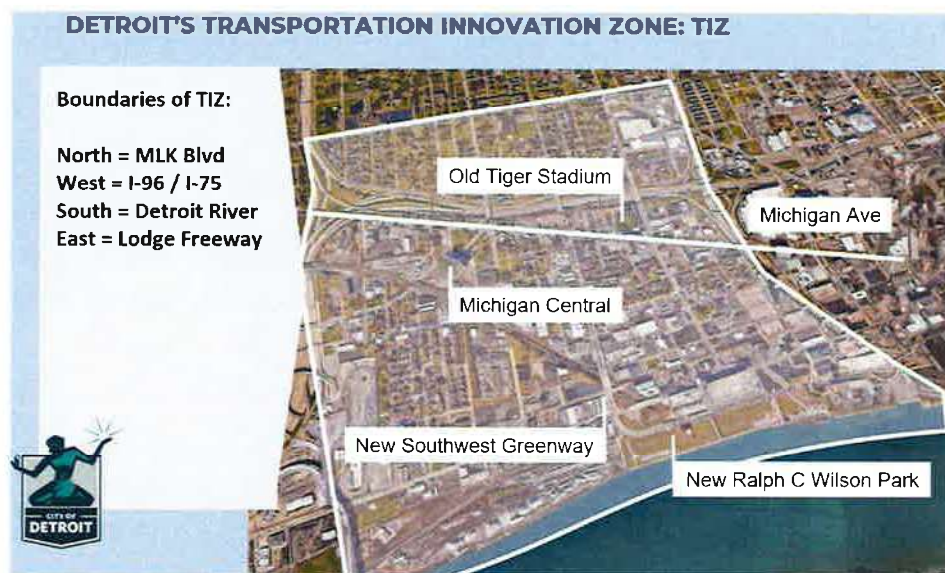 DETROIT'S TRANSPORTATION INNOVATION ZONE: TIZ
Boundaries of TIZ:
North = MLK Blvd
West = I-96 / I-75
South = Detroit River
East = Lodge Freeway
Old Tiger Stadium
Michigan Ave
Michigan Central
New Southwest Greenway
New Ralph C Wilson Park
CITY OF
DETROIT